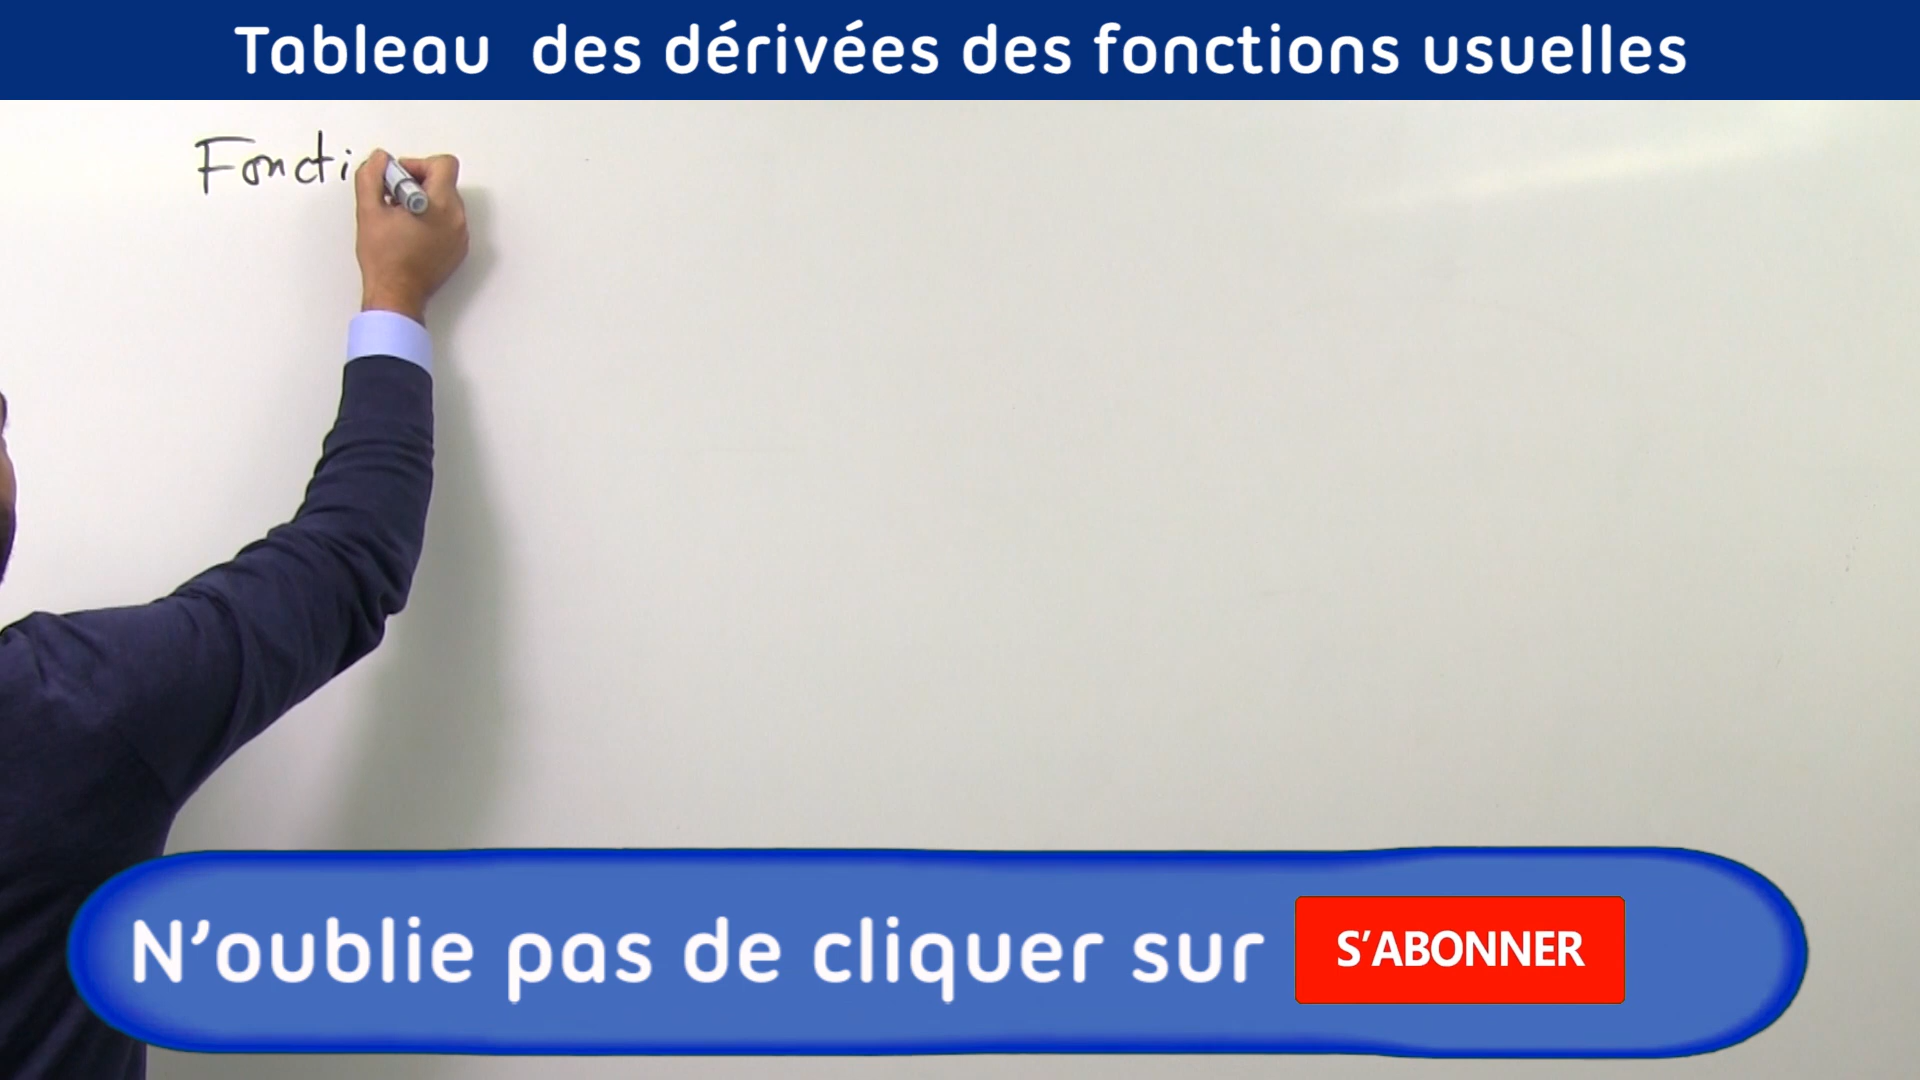 Tableau des dérivées des fonctions usuelles
Foncti
N'oublie pas de cliquer sur S'ABONNER